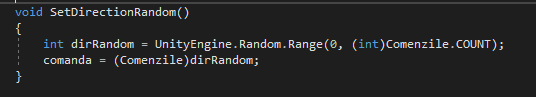 void SetDirectionRandom()
{
int dirRandom = UnityEngine.Random.Range(0, (int)Comenzile.COUNT);
comanda = (Comenzile)dirRandom;
}